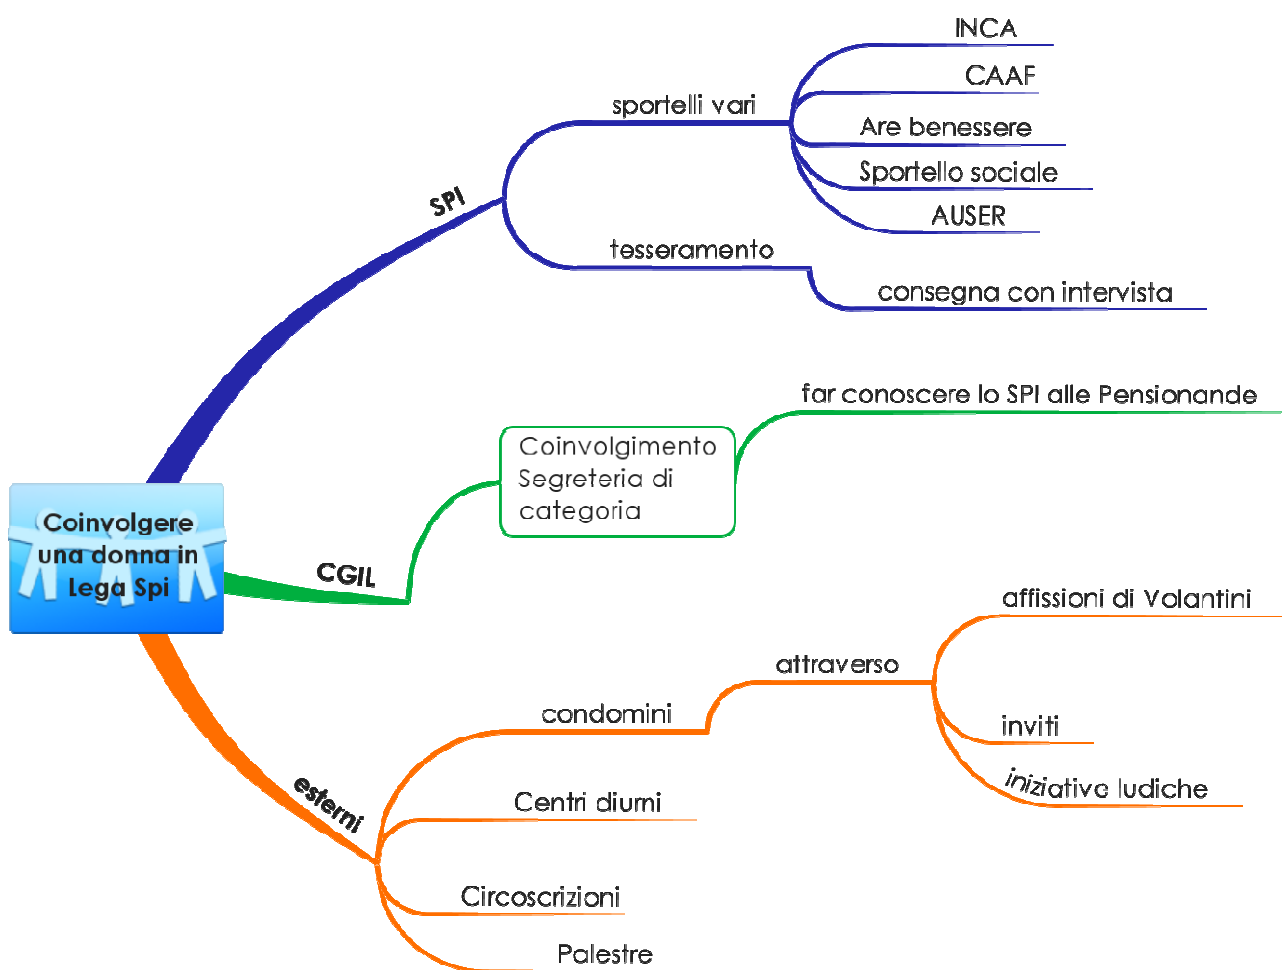 INCA
CAAF
sportelli vari
Are benessere
Sportello sociale
SPI
AUSER
tesseramento
consegna con intervista
far conoscere lo SPI alle Pensionande
Coinvolgimento
Segreteria di
categoria
Coinvolgere
una donna in
Lega Spi
CGIL
affissioni di Volantini
attraverso
condomini
inviti
iniziative ludiche
esterni
Centri diurni
Circoscrizioni
Palestre